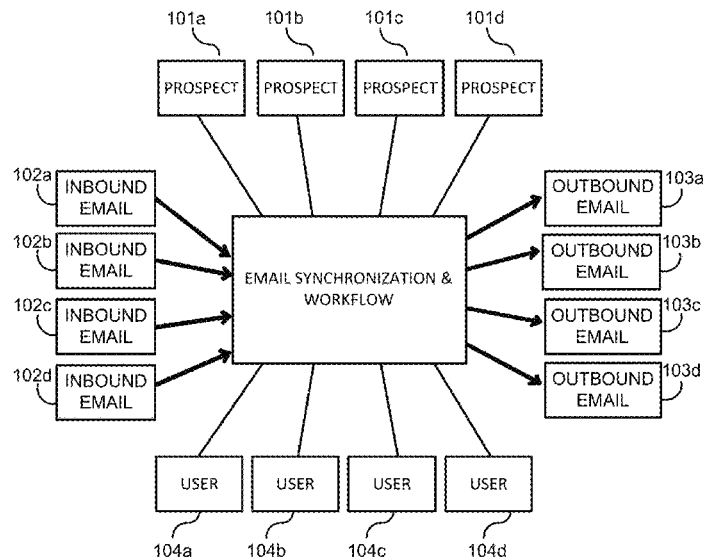 101a
101b
101c
101d
PROSPECT
PROSPECT
PROSPECT
PROSPECT
102a
INBOUND
EMAIL
102b
INBOUND
EMAIL
102c
INBOUND
EMAIL
102d
INBOUND
EMAIL
EMAIL SYNCHRONIZATION &
WORKFLOW
103a
OUTBOUND
EMAIL
103b
OUTBOUND
EMAIL
103c
OUTBOUND
EMAIL
103d
OUTBOUND
EMAIL
USER
USER
USER
USER
104a
104b
104c
104d